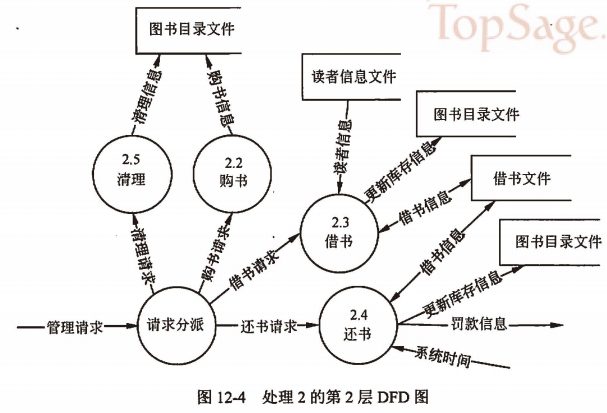 TopSage.
图书目录文件
读者信息文件
图书目录文件
借书文件
图书目录文件
清理信息
购书信息
读者信息
更新库存信息
借书信息
2.5
清理
2.2
购书
2.3
借书
清理请求
购书请求
借书请求
借书信息
更新库存信息
管理请求
请求分派
还书请求
2.4
还书
罚款信息
系统时间
图 12-4 处理 2 的第 2 层 DFD 图